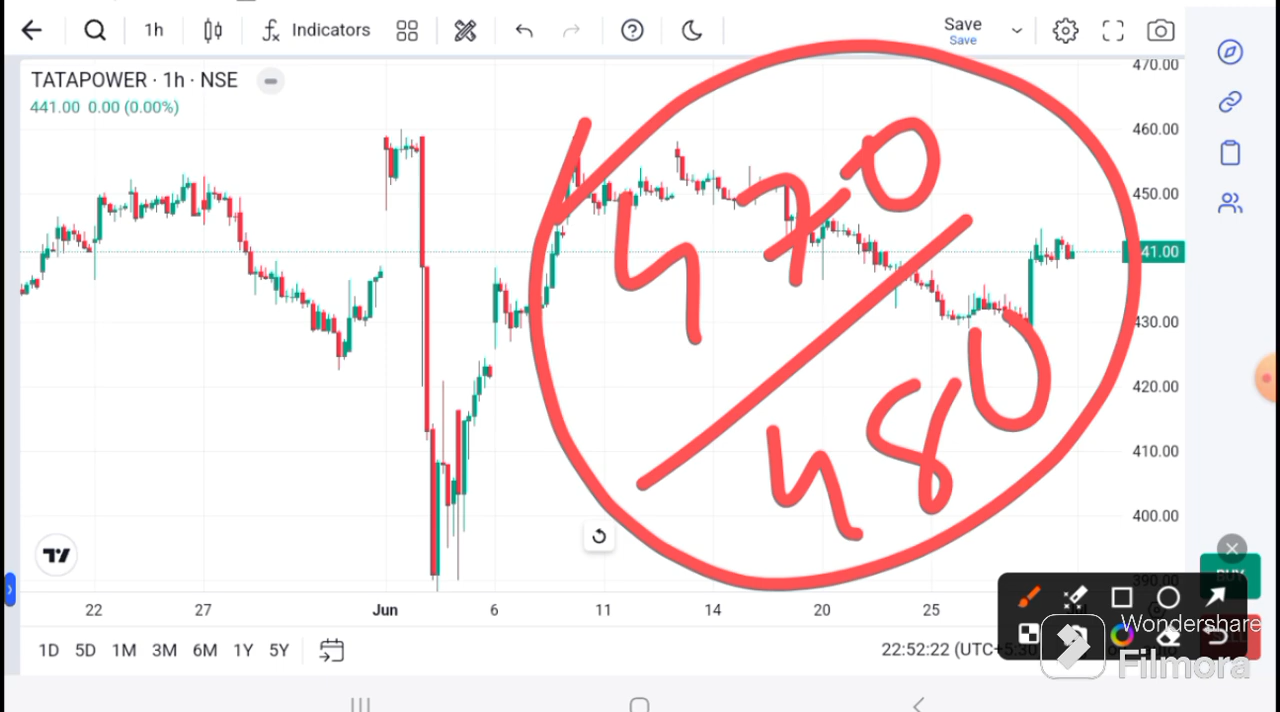 1h
Indicators
Save
Save
TATAPOWER · 1h · NSE
441.00 0.00 (0.00%)
470.00
460.00
450.00
41.00
430.00
420.00
410.00
400.00
390.00
470
480
22
27
Jun
6
11
14
20
25
BUY
1D 5D 1M 3M 6M 1Y 5Y
22:52:22 (UTC+5:30
Wondershare
Filmora